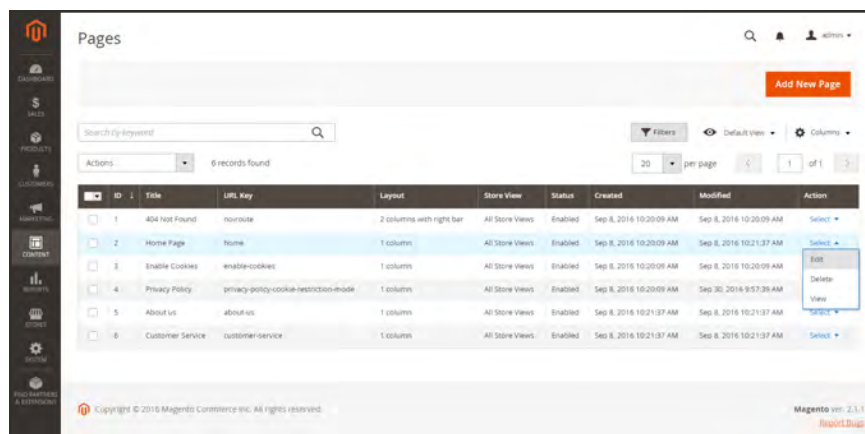 Pages
admin
DASHBOARD
SALES
PRODUCTS
CUSTOMERS
MARKETING
CONTENT
REPORTS
STORES
SYSTEM
FIND PARTNERS
& EXTENSIONS
Add New Page
Search by keyword
Filters Default View Columns
Actions 6 records found 20 per page 1 of 1
ID Title URL Key Layout Store View Status Created Modified Action
1 404 Not Found no-route 2 columns with right bar All Store Views Enabled Sep 8, 2016 10:20:09 AM Sep 8, 2016 10:20:09 AM Select
2 Home Page home 1 column All Store Views Enabled Sep 8, 2016 10:20:09 AM Sep 8, 2016 10:21:37 AM Select
3 Enable Cookies enable-cookies 1 column All Store Views Enabled Sep 8, 2016 10:20:09 AM Sep 8, 2016 10:20:09 AM
Edit
4 Privacy Policy privacy-policy-cookie-restriction-mode 1 column All Store Views Enabled Sep 8, 2016 10:20:09 AM Sep 30, 2016 9:57:39 AM
Delete
View
5 About us about-us 1 column All Store Views Enabled Sep 8, 2016 10:21:37 AM Sep 8, 2016 10:21:37 AM Select
6 Customer Service customer-service 1 column All Store Views Enabled Sep 8, 2016 10:21:37 AM Sep 8, 2016 10:21:37 AM Select
Copyright © 2016 Magento Commerce Inc. All rights reserved.
Magento ver. 2.1.1
Report Bugs